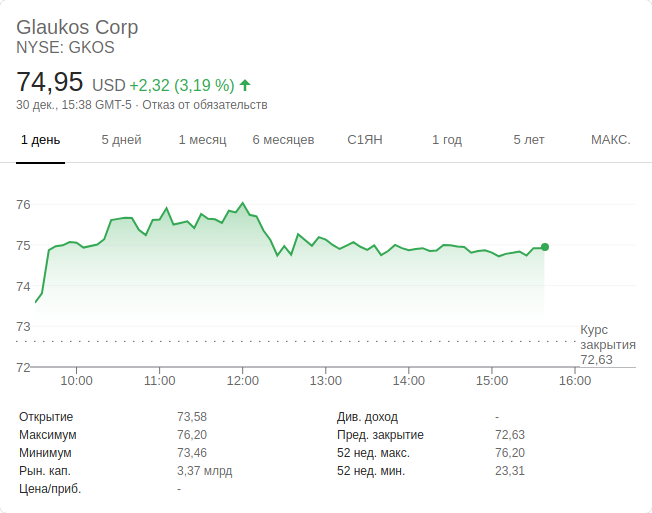 Glaukos Corp
NYSE: GKOS
74,95 USD +2,32 (3,19 %)
30 дек., 15:38 GMT-5 · Отказ от обязательств
1 день 5 дней 1 месяц 6 месяцев С1ЯН 1 год 5 лет МАКС.
76
75
74
73
72
Курс
закрытия
72,63
10:00 11:00 12:00 13:00 14:00 15:00 16:00
Открытие 73,58 Див. доход -
Максимум 76,20 Пред. закрытие 72,63
Минимум 73,46 52 нед. макс. 76,20
Рын. кап. 3,37 млрд 52 нед. мин. 23,31
Цена/приб. -